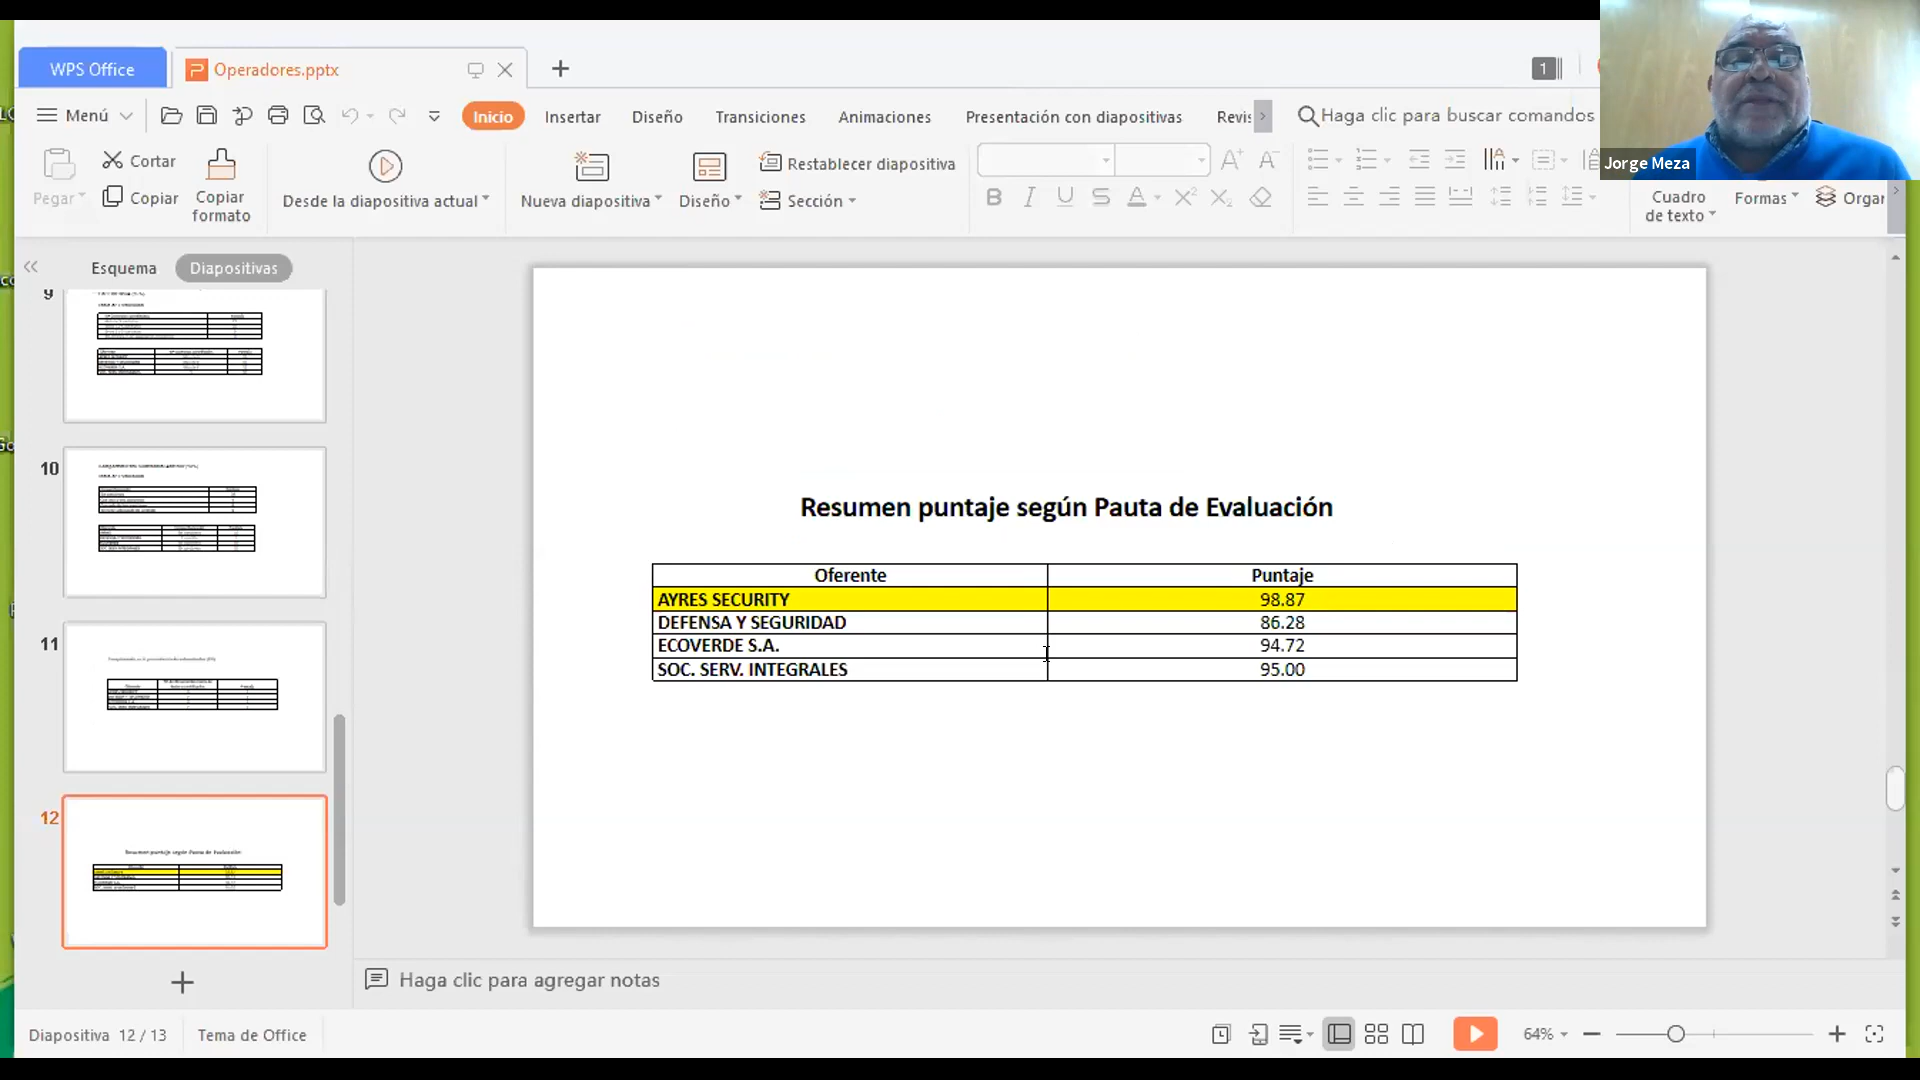 WPS Office
Operadores.pptx
1
Menú
Inicio
Insertar
Diseño
Transiciones
Animaciones
Presentación con diapositivas
Revis
Haga clic para buscar comandos
Jorge Meza
Pegar
Cortar
Copiar
Copiar
formato
Desde la diapositiva actual
Nueva diapositiva
Diseño
Restablecer diapositiva
Sección
Cuadro
de texto
Formas
Organ
Esquema
Diapositivas
9
10
11
12
Resumen puntaje según Pauta de Evaluación
Oferente Puntaje
AYRES SECURITY 98.87
DEFENSA Y SEGURIDAD 86.28
ECOVERDE S.A. 94.72
SOC. SERV. INTEGRALES 95.00
Haga clic para agregar notas
Diapositiva 12 / 13
Tema de Office
64%